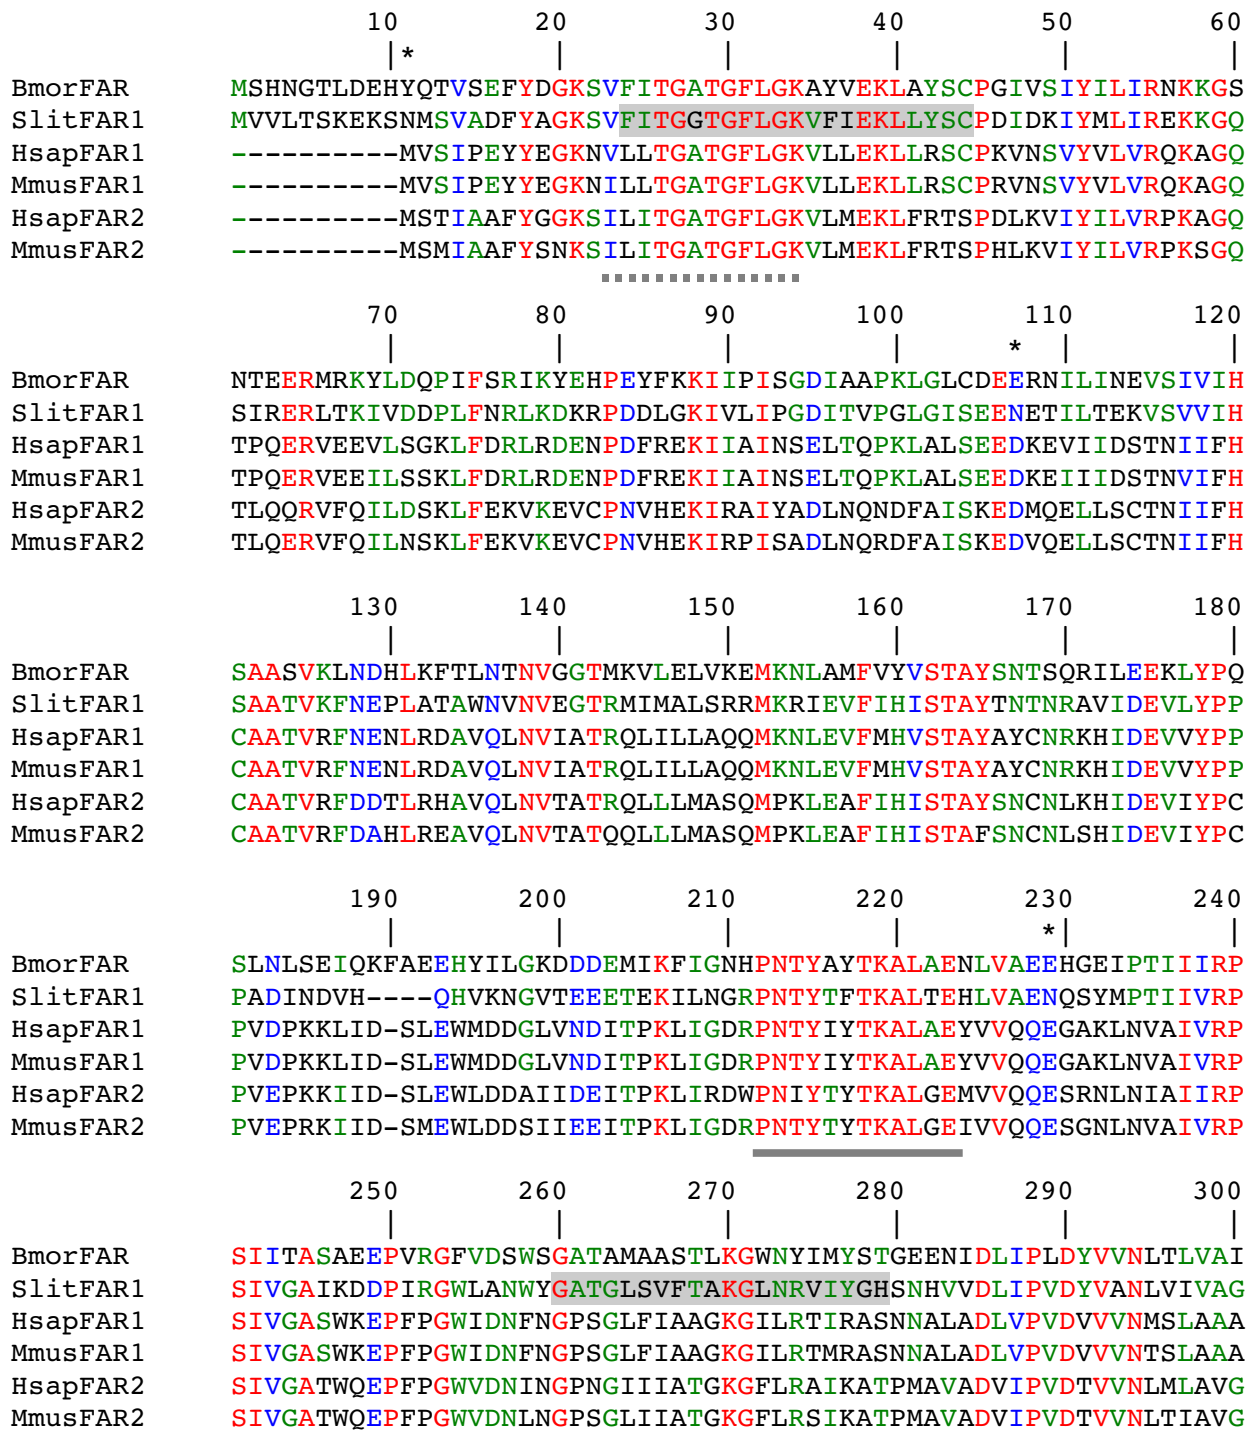 10 20 30 40 50 60
| * | | | | |
BmorFAR MSHNGTLDEHYQTVSEFYDGKSVFITGATGFLGKAYVEKLAYSCPGIVSIYILIRNKKGS
SlitFAR1 MVVLTSKEKSNMSVADFYAGKSVFITGGTGFLGKVFIEKLLYSCPDIDKIYMLIREKKGQ
HsapFAR1 ----------MVSIPEYYEGKNVLLTGATGFLGKVLLEKLLRSCPKVNSVYVLVRQKAGQ
MmusFAR1 ----------MVSIPEYYEGKNILLTGATGFLGKVLLEKLLRSCPRVNSVYVLVRQKAGQ
HsapFAR2 ----------MSTIAAFYGGKSILITGATGFLGKVLMEKLFRTSPDLKVIYILVRPKAGQ
MmusFAR2 ----------MSMIAAFYSNKSILITGATGFLGKVLMEKLFRTSPHLKVIYILVRPKSGQ
70 80 90 100 110 120
| | | | * | |
BmorFAR NTEERMRKYLDQPIFSRIKYEHPEYFKKIIPISGDIAAPKLGLCDEERNILINEVSIVIH
SlitFAR1 SIRERLTKIVDDPLFNRLKDKRPDDLGKIVLIPGDITVPGLGISEENETILTEKVSVVIH
HsapFAR1 TPQERVEEVLSGKLFDRLRDENPDFREKIIAINSELTQPKLALSEEDKEVIIDSTNIIFH
MmusFAR1 TPQERVEEILSSKLFDRLRDENPDFREKIIAINSELTQPKLALSEEDKEIIIDSTNVIFH
HsapFAR2 TLQQRVFQILDSKLFEKVKEVCPNVHEKIRAIYADLNQNDFAISKEDMQELLSCTNIIFH
MmusFAR2 TLQERVFQILNSKLFEKVKEVCPNVHEKIRPISADLNQRDFAISKEDVQELLSCTNIIFH
130 140 150 160 170 180
| | | | | |
BmorFAR SAASVKLNDHLKFTLNTNVGGTMKVLELVKEMKNLAMFVYVSTAYSNTSQRILEEKLYPQ
SlitFAR1 SAATVKFNEPLATAWNVNVEGTRMIMALSRRMKRIEVFIHISTAYTNTNRAVIDEVLYPP
HsapFAR1 CAATVRFNENLRDAVQLNVIATRQLILLAQQMKNLEVFMHVSTAYAYCNRKHIDEVVYPP
MmusFAR1 CAATVRFNENLRDAVQLNVIATRQLILLAQQMKNLEVFMHVSTAYAYCNRKHIDEVVYPP
HsapFAR2 CAATVRFDDTLRHAVQLNVTATRQLLLMASQMPKLEAFIHISTAYSNCNLKHIDEVIYPC
MmusFAR2 CAATVRFDAHLREAVQLNVTATQQLLLMASQMPKLEAFIHISTAFSNCNLSHIDEVIYPC
190 200 210 220 230 240
| | | | * | |
BmorFAR SLNLSEIQKFAEEHYILGKDDDEMIKFIGNHPNTYAYTKALAENLVAEEHGEIPTIIIRP
SlitFAR1 PADINDVH----QHVKNGVTEEETEKILNGRPNTYTFTKALTEHLVAENQSYMPTIIVRP
HsapFAR1 PVDPKKLID-SLEWMDDGLVNDITPKLIGDRPNTYIYTKALAEYVVQQEGAKLNVAIVRP
MmusFAR1 PVDPKKLID-SLEWMDDGLVNDITPKLIGDRPNTYIYTKALAEYVVQQEGAKLNVAIVRP
HsapFAR2 PVEPKKIID-SLEWLDDAIIDEITPKLIRDWPNIYTYTKALGEMVVQQESRNLNIAIIRP
MmusFAR2 PVEPRKIID-SMEWLDDSIIEEITPKLIGDRPNTYTYTKALGEIVVQQESGNLNVAIVRP
250 260 270 280 290 300
| | | | | |
BmorFAR SIITASAEEPVRGFVDSWSGATAMAASTLKGWNYIMYSTGEENIDLIPLDYVVNLTLVAI
SlitFAR1 SIVGAIKDDPIRGWLANWYGATGLSVFTAKGLNRVIYGHSNHVVDLIPVDYVANLVIVAG
HsapFAR1 SIVGASWKEPFPGWIDNFNGPSGLFIAAGKGILRTIRASNNALADLVPVDVVVNMSLAAA
MmusFAR1 SIVGASWKEPFPGWIDNFNGPSGLFIAAGKGILRTMRASNNALADLVPVDVVVNTSLAAA
HsapFAR2 SIVGATWQEPFPGWVDNINGPNGIIIATGKGFLRAIKATPMAVADVIPVDTVVNLMLAVG
MmusFAR2 SIVGATWQEPFPGWVDNLNGPSGLIIATGKGFLRSIKATPMAVADVIPVDTVVNLTIAVG